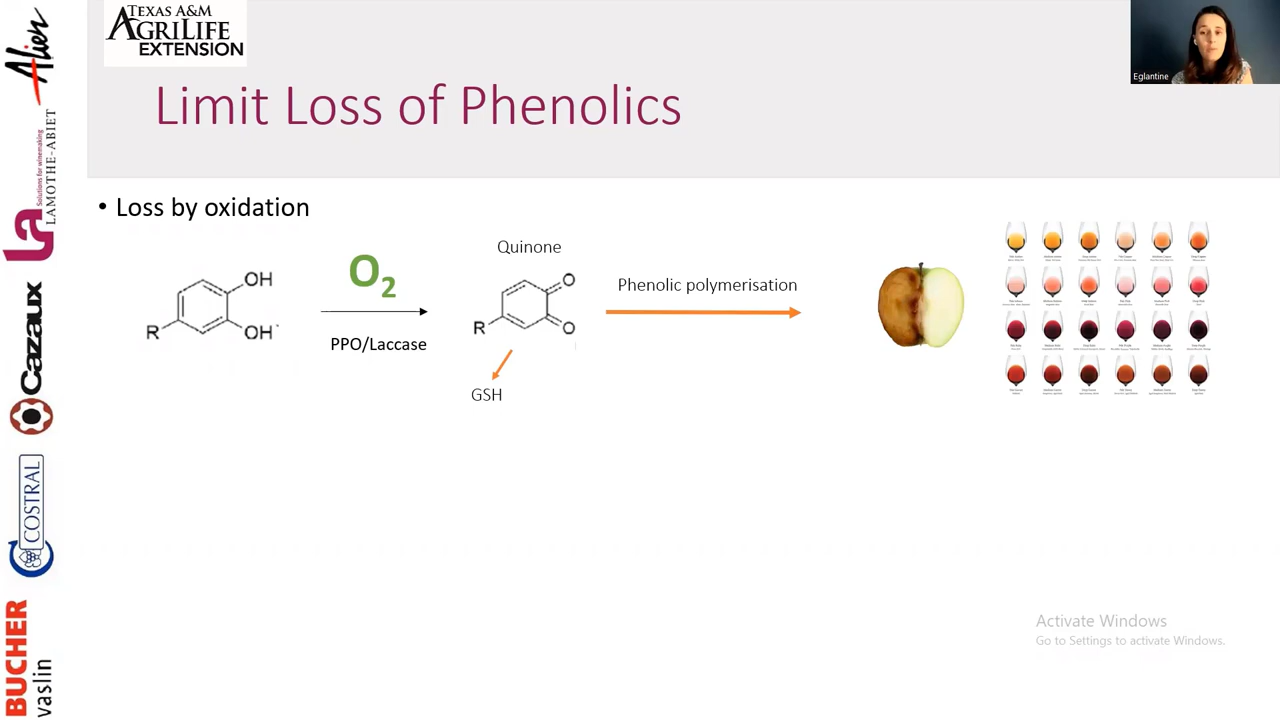 TEXAS A&M
AGRILIFE
EXTENSION
Eglantine
Limit Loss of Phenolics
• Loss by oxidation
Quinone
O2
OH
OH
R
PPO/Laccase
O
O
R
GSH
Phenolic polymerisation
Alien
La
Solutions for winemaking
LAMOTHE-ABIET
Cazaux
COSTRAL
BUCHER
vaslin
Activate Windows
Go to Settings to activate Windows.